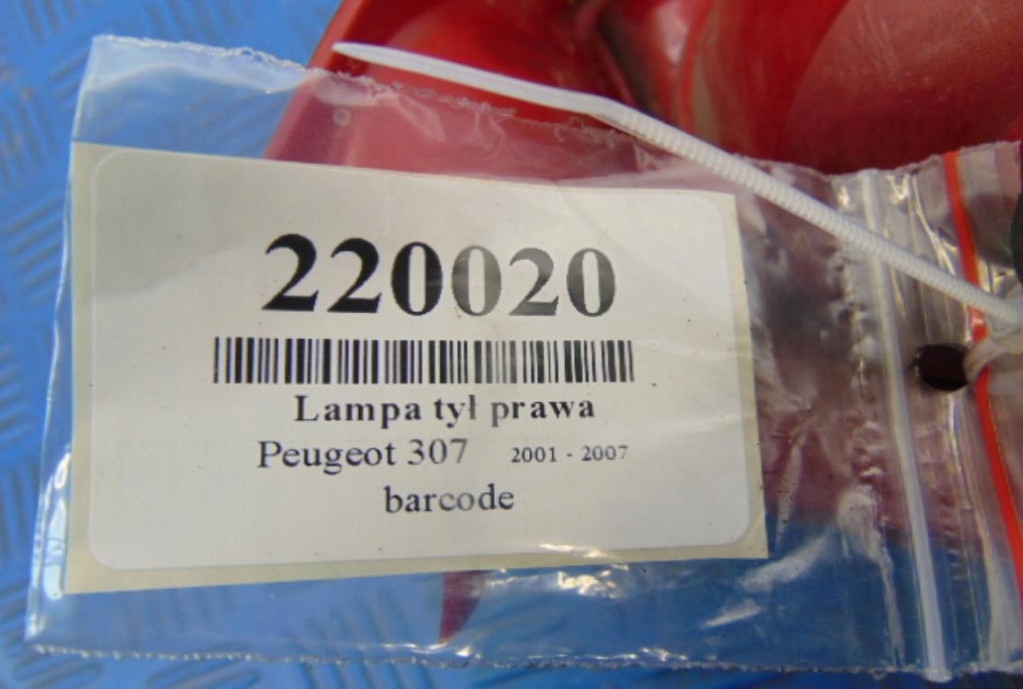 220020
Lampa tył prawa
Peugeot 307 2001 - 2007
barcode